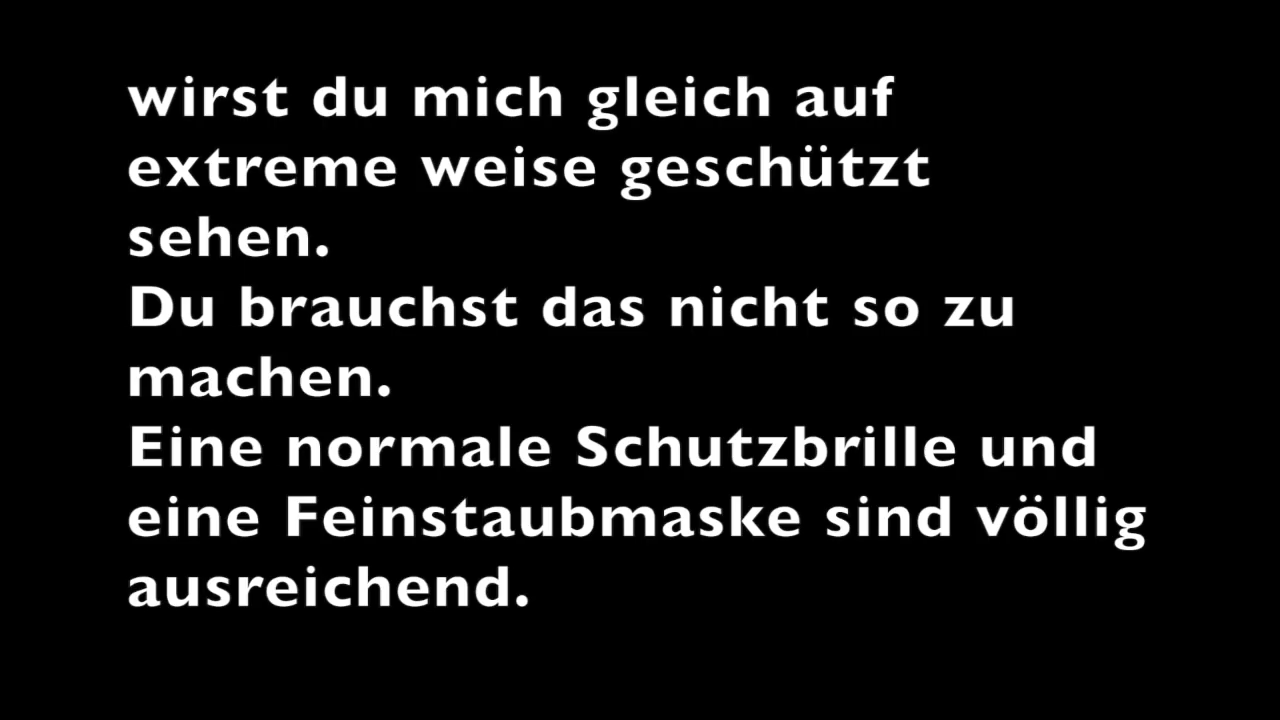 wirst du mich gleich auf
extreme weise geschützt
sehen.
Du brauchst das nicht so zu
machen.
Eine normale Schutzbrille und
eine Feinstaubmaske sind völlig
ausreichend.